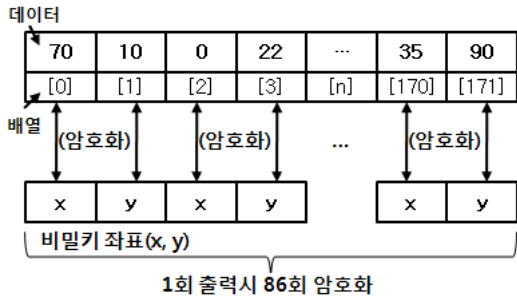 데이터
70 10 0 22 … 35 90
[0] [1] [2] [3] [n] [170] [171]
배열
(암호화) (암호화) … (암호화)
x y x y x y
비밀키 좌표(x, y)
1회 출력시 86회 암호화